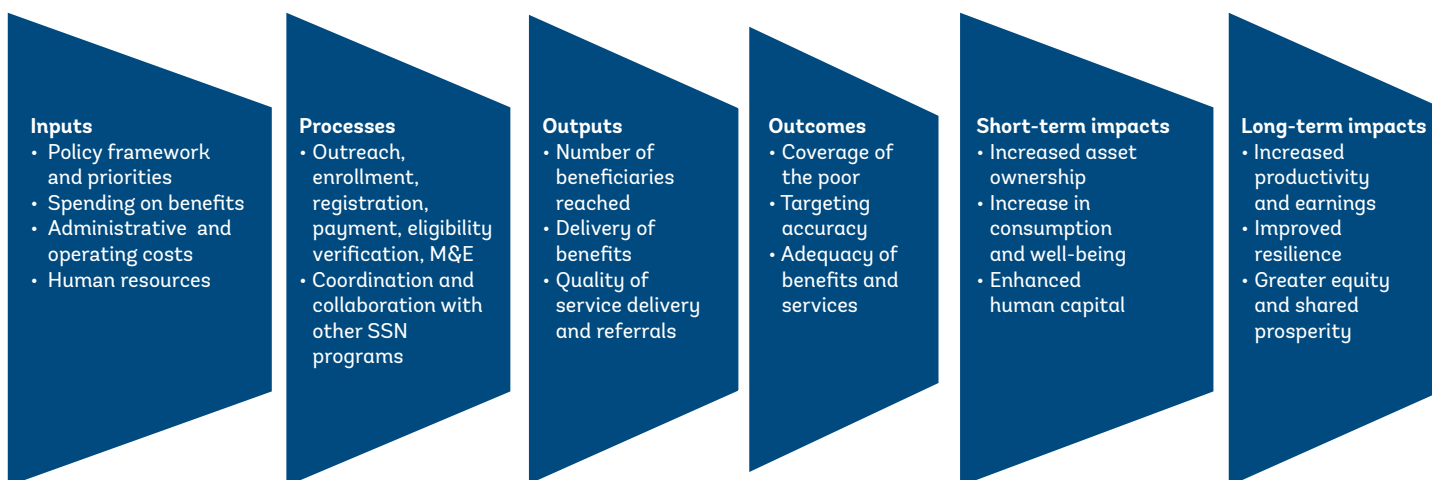 Inputs
• Policy framework
and priorities
• Spending on benefits
• Administrative and
operating costs
• Human resources
Processes
• Outreach,
enrollment,
registration,
payment, eligibility
verification, M&E
• Coordination and
collaboration with
other SSN
programs
Outputs
• Number of
beneficiaries
reached
• Delivery of
benefits
• Quality of
service delivery
and referrals
Outcomes
• Coverage of
the poor
• Targeting
accuracy
• Adequacy of
benefits and
services
Short-term impacts
• Increased asset
ownership
• Increase in
consumption
and well-being
• Enhanced
human capital
Long-term impacts
• Increased
productivity
and earnings
• Improved
resilience
• Greater equity
and shared
prosperity